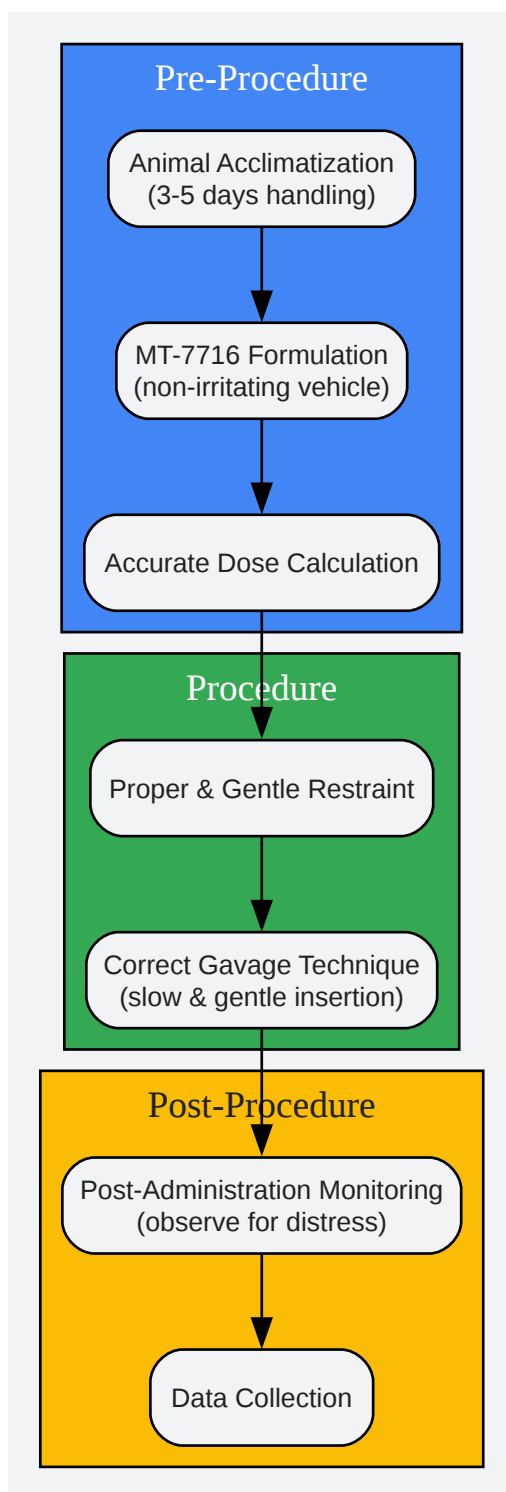 Pre-Procedure
Animal Acclimatization
(3-5 days handling)
MT-7716 Formulation
(non-irritating vehicle)
Accurate Dose Calculation
Procedure
Proper & Gentle Restraint
Correct Gavage Technique
(slow & gentle insertion)
Post-Procedure
Post-Administration Monitoring
(observe for distress)
Data Collection